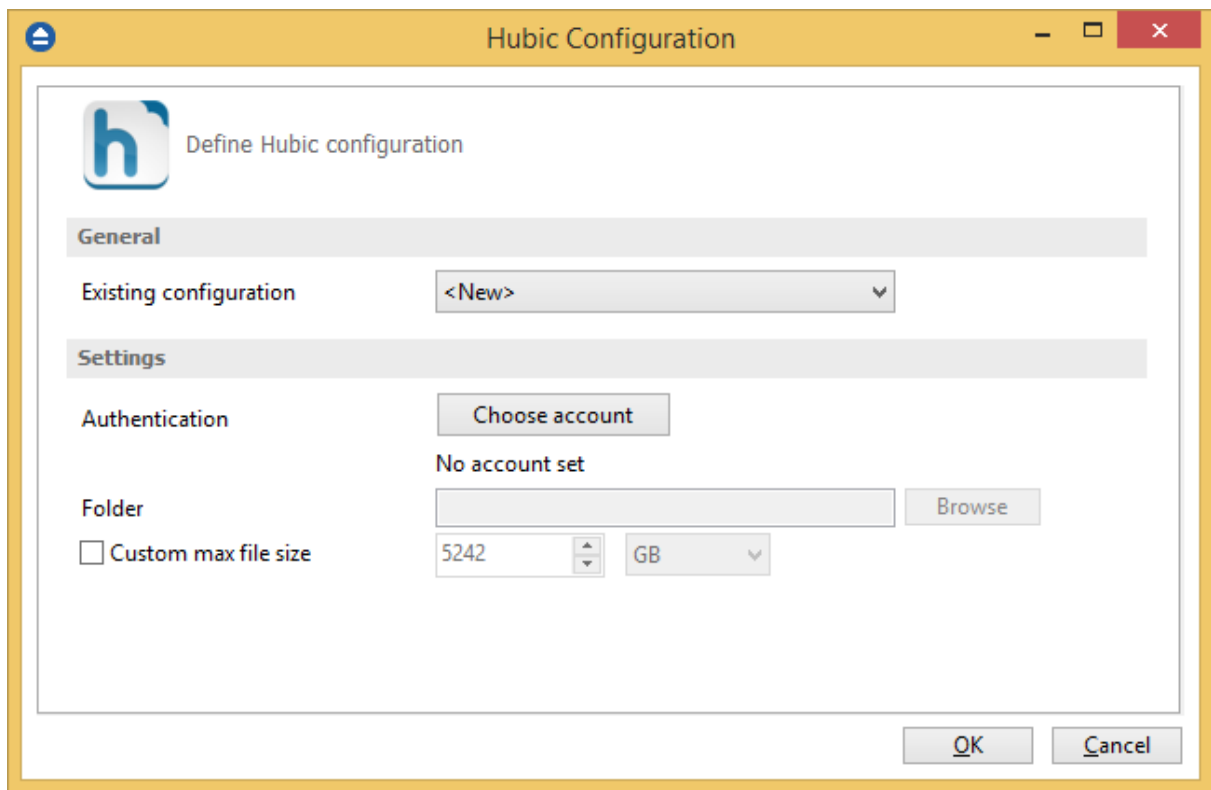 Hubic Configuration
h
Define Hubic configuration
General
Existing configuration <New>
Settings
Authentication Choose account
No account set
Folder Browse
Custom max file size 5242 GB
OK Cancel